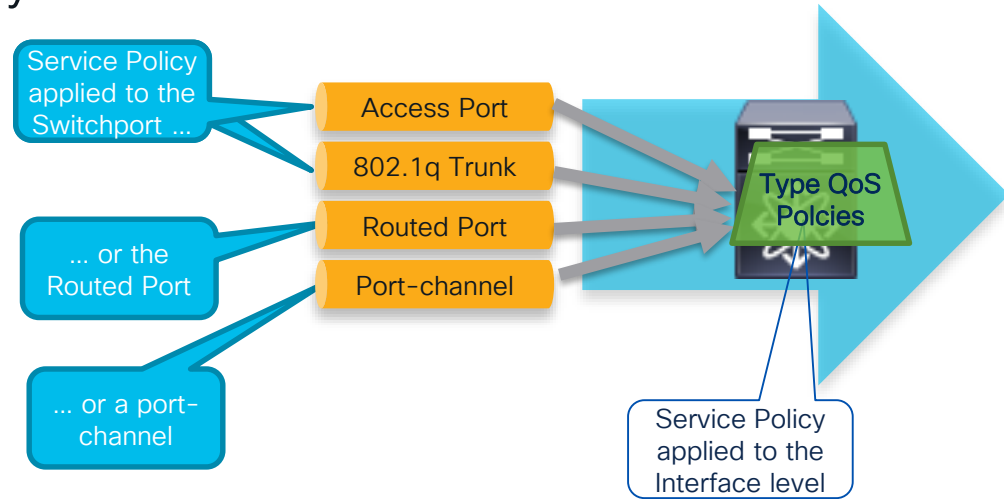 y
Service Policy
applied to the
Switchport ...
Access Port
802.1q Trunk
Routed Port
Port-channel
... or the
Routed Port
... or a port-
channel
Type QoS
Polcies
Service Policy
applied to the
Interface level